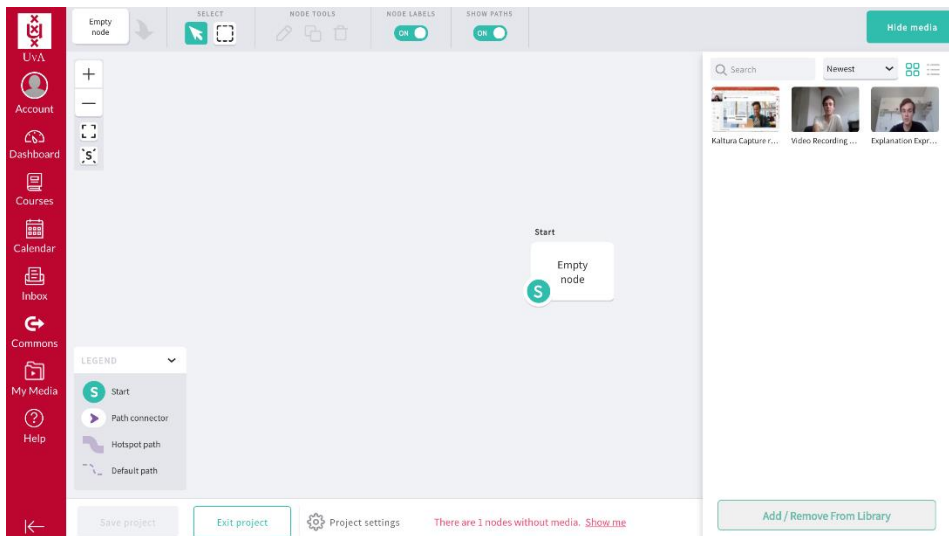 UvA
Account
Dashboard
Courses
Calendar
Inbox
Commons
My Media
Help
Empty
node
SELECT
NODE TOOLS
NODE LABELS
ON
SHOW PATHS
ON
Hide media
Start
Empty
node
S
LEGEND
S Start
Path connector
Hotspot path
Default path
Save project
Exit project
Project settings
There are 1 nodes without media. Show me
Search
Newest
Kaltura Capture r...
Video Recording ...
Explanation Expr...
Add / Remove From Library